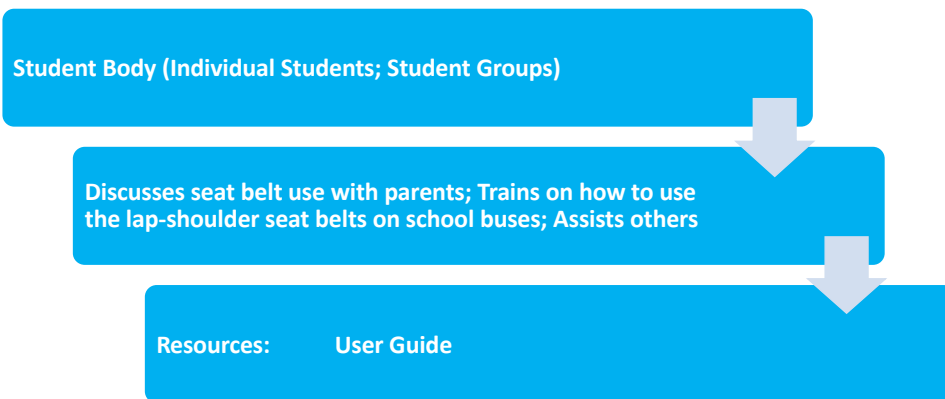 Student Body (Individual Students; Student Groups)
Discusses seat belt use with parents; Trains on how to use
the lap-shoulder seat belts on school buses; Assists others
Resources: User Guide